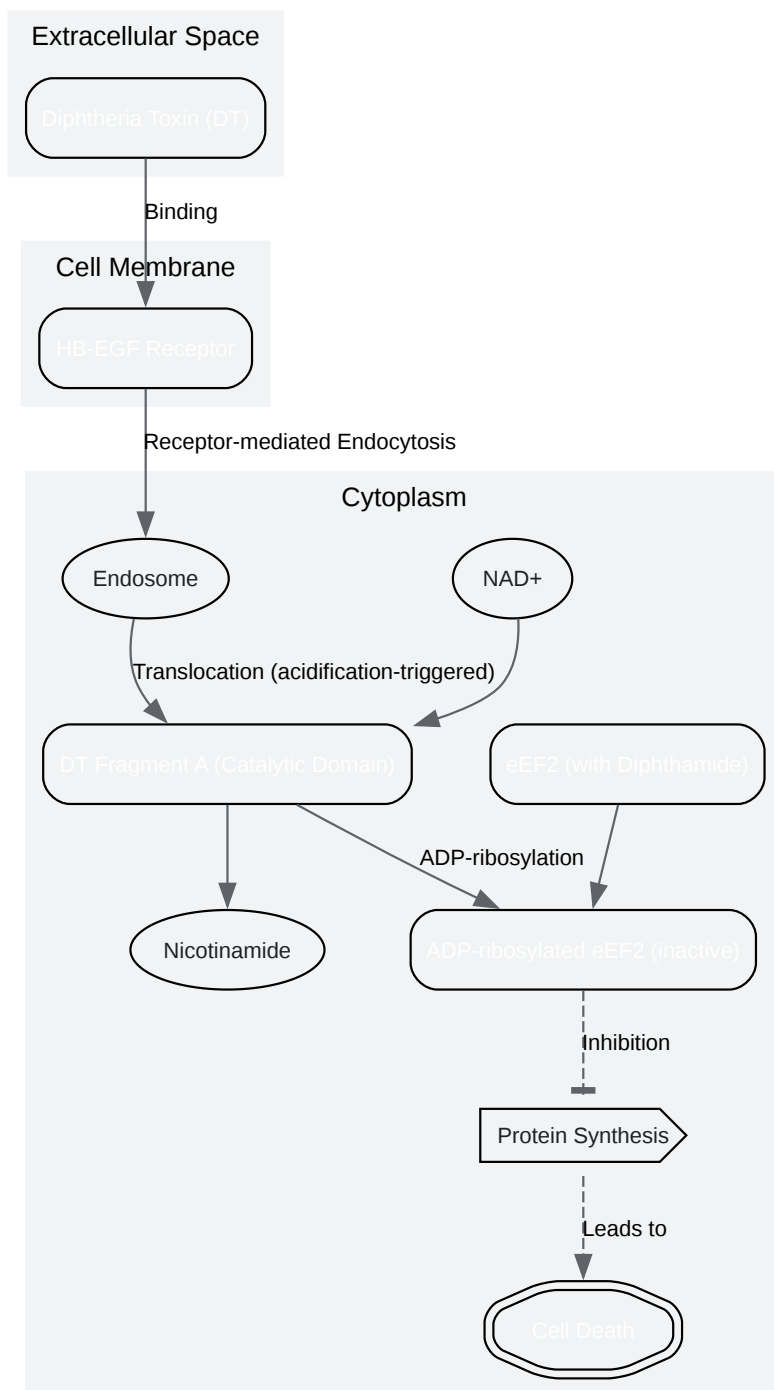 Extracellular Space
Diphtheria Toxin (DT)
Binding
Cell Membrane
HB-EGF Receptor
Receptor-mediated Endocytosis
Cytoplasm
Endosome
NAD+
Translocation (acidification-triggered)
DT Fragment A (Catalytic Domain)
eEF2 (with Diphthamide)
ADP-ribosylation
Nicotinamide
ADP-ribosylated eEF2 (inactive)
Inhibition
Protein Synthesis
Leads to
Cell Death